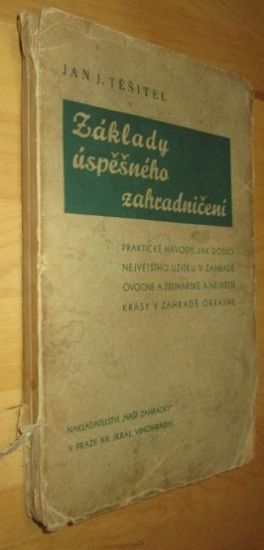 JAN J. TĚŠITEL
Základy
úspěšného
zahradničení
PRAKTICKÉ NÁVODY, JAK DOSÍCI
NEJVĚTŠÍHO UŽITKU V ZAHRADĚ
OVOCNÉ A ZELINÁŘSKÉ A NEJVĚTŠÍ
KRÁSY V ZAHRADĚ OKRASNÉ
NAKLADATELSTVÍ „NAŠÍ ZAHRÁDKY“
V PRAZE XII. (KRÁL. VINOHRADY)